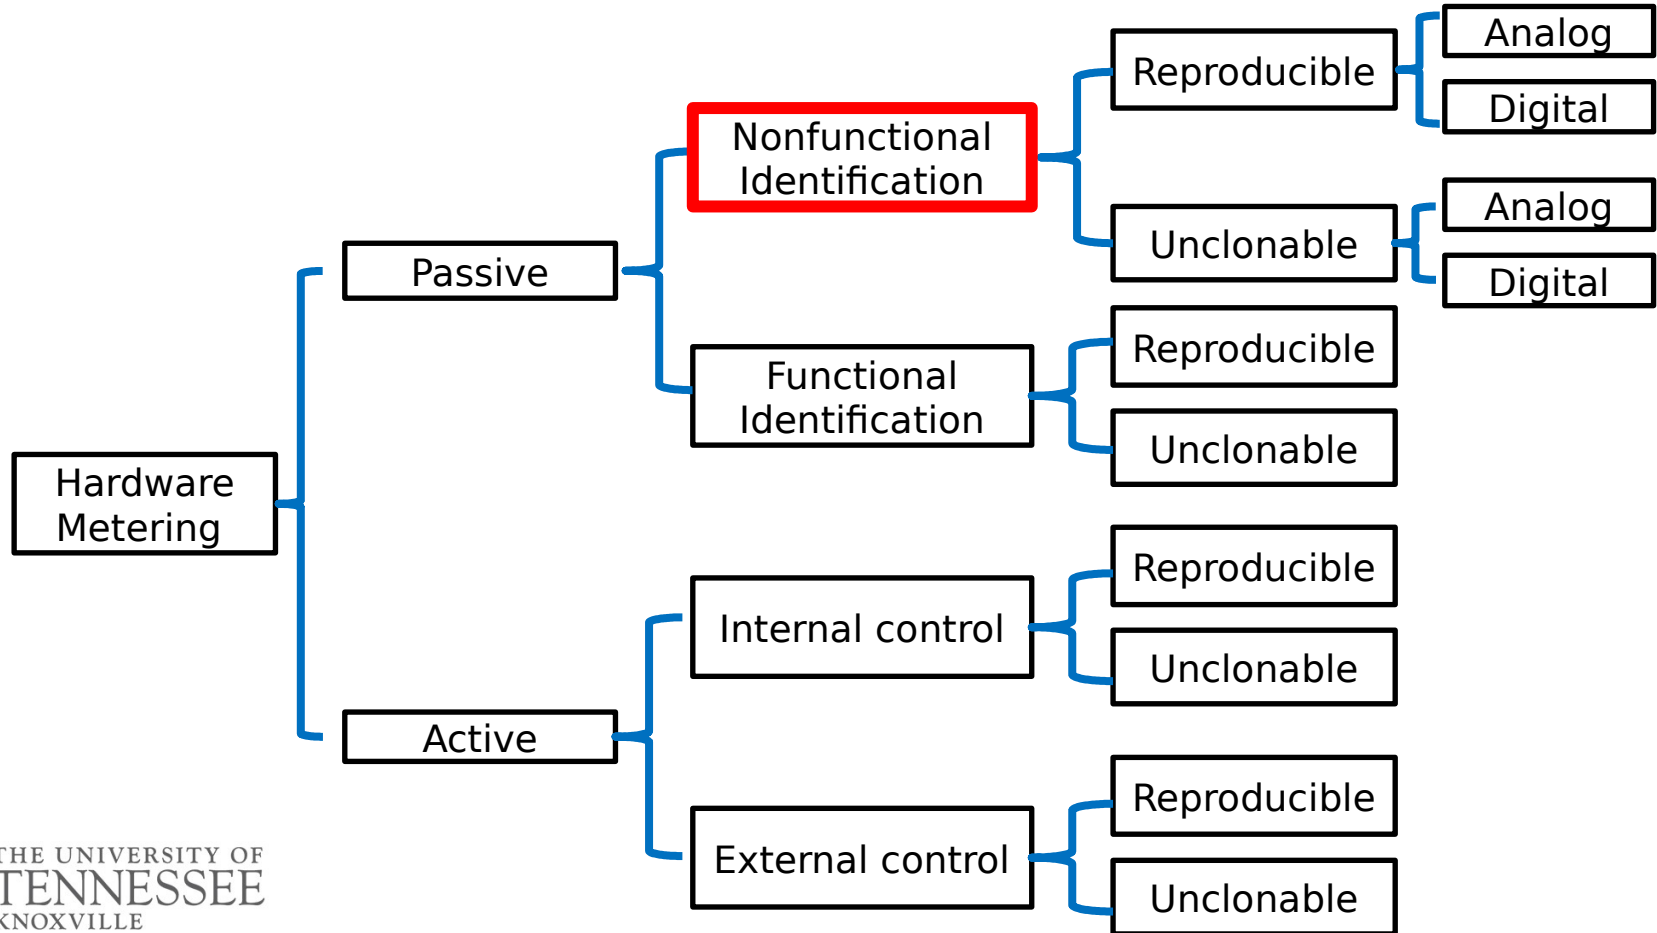 Analog
Reproducible
Digital
Nonfunctional
Identification
Analog
Unclonable
Digital
Passive
Reproducible
Functional
Identification
Unclonable
Hardware
Metering
Reproducible
Internal control
Unclonable
Active
Reproducible
External control
Unclonable
THE UNIVERSITY OF
TENNESSEE
KNOXVILLE